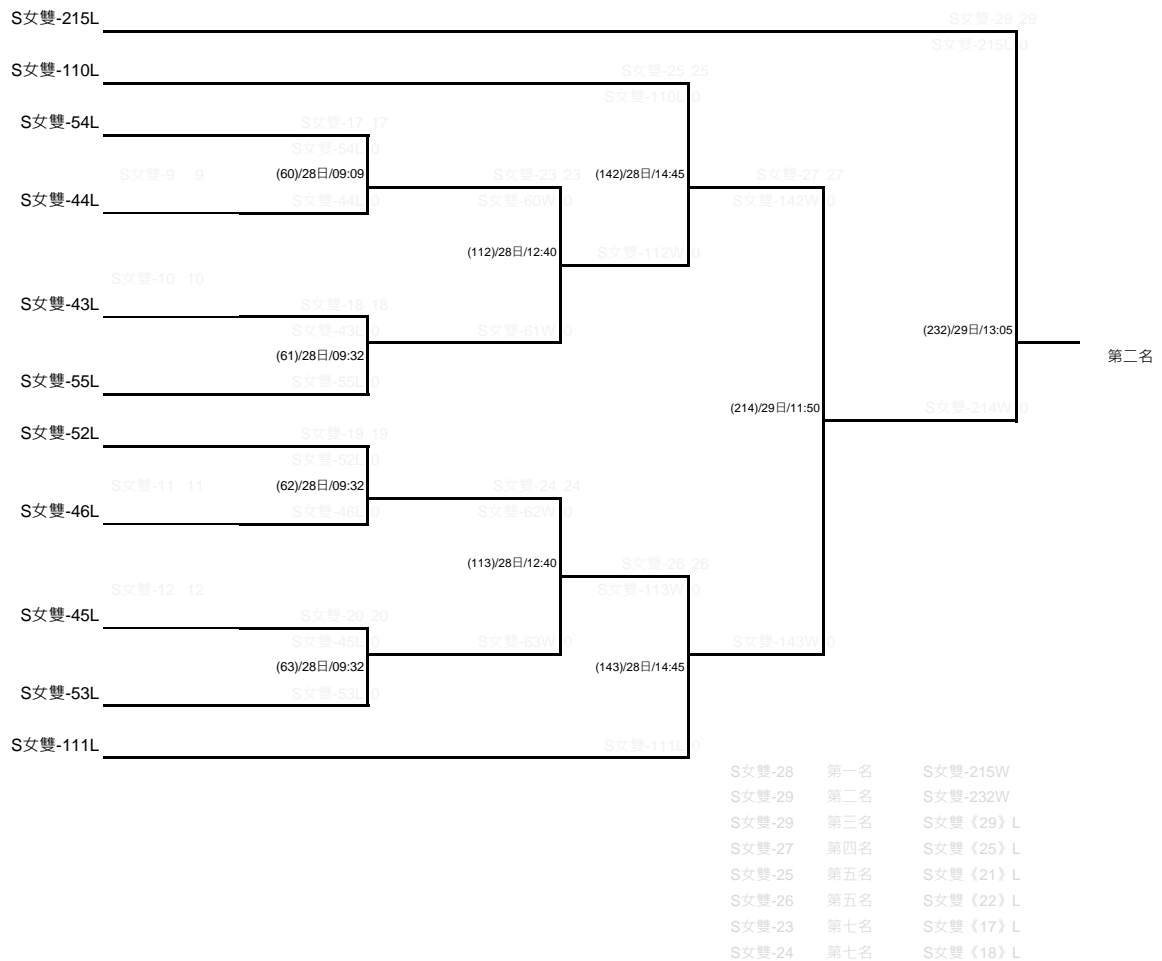 S女雙-215L
S女雙-29 29
S女雙-215L 0
S女雙-110L
S女雙-25 25
S女雙-110L 0
S女雙-54L
S女雙-17 17
S女雙-54L 0
S女雙-9 9
(60)/28日/09:09
S女雙-23 23
(142)/28日/14:45
S女雙-27 27
S女雙-44L
S女雙-44L 0
S女雙-60W 0
S女雙-142W 0
(112)/28日/12:40
S女雙-112W 0
S女雙-10 10
S女雙-43L
S女雙-18 18
S女雙-43L 0
S女雙-61W 0
(232)/29日/13:05
(61)/28日/09:32
第二名
S女雙-55L
S女雙-55L 0
(214)/29日/11:50
S女雙-214W 0
S女雙-52L
S女雙-19 19
S女雙-52L 0
S女雙-11 11
(62)/28日/09:32
S女雙-24 24
S女雙-46L
S女雙-46L 0
S女雙-62W 0
(113)/28日/12:40
S女雙-26 26
S女雙-12 12
S女雙-113W 0
S女雙-45L
S女雙-20 20
S女雙-45L 0
S女雙-63W 0
S女雙-143W 0
(63)/28日/09:32
(143)/28日/14:45
S女雙-53L
S女雙-53L 0
S女雙-111L
S女雙-111L 0
S女雙-28 第一名 S女雙-215W
S女雙-29 第二名 S女雙-232W
S女雙-29 第三名 S女雙《29》L
S女雙-27 第四名 S女雙《25》L
S女雙-25 第五名 S女雙《21》L
S女雙-26 第五名 S女雙《22》L
S女雙-23 第七名 S女雙《17》L
S女雙-24 第七名 S女雙《18》L